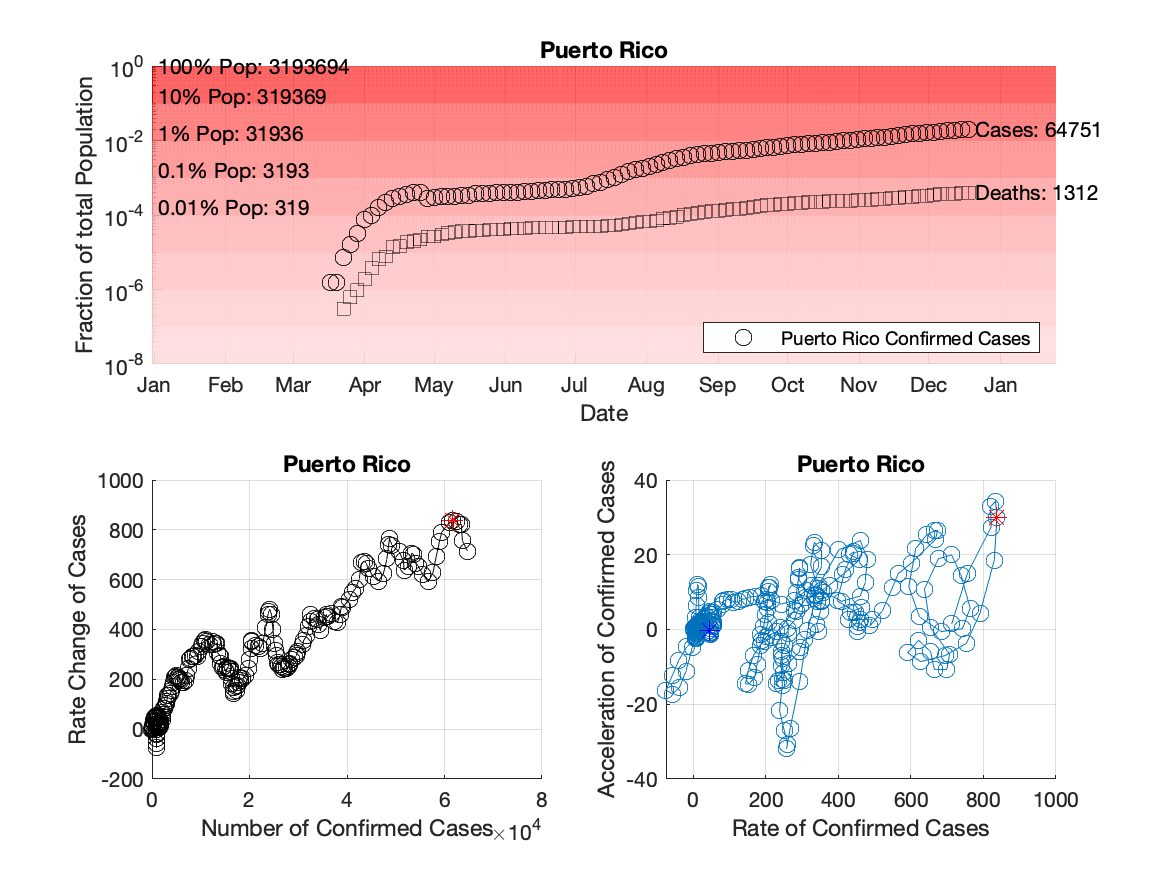 Puerto Rico
10^0
100% Pop: 3193694
10% Pop: 319369
10^-2
1% Pop: 31936
Cases: 64751
0.1% Pop: 3193
Deaths: 1312
10^-4
0.01% Pop: 319
10^-6
10^-8
Fraction of total Population
Puerto Rico Confirmed Cases
Jan Feb Mar Apr May Jun Jul Aug Sep Oct Nov Dec Jan
Date
Puerto Rico
1000
800
600
400
200
0
-200
Rate Change of Cases
0 2 4 6 8
Number of Confirmed Cases
×10^4
Puerto Rico
40
20
0
-20
-40
Acceleration of Confirmed Cases
0 200 400 600 800 1000
Rate of Confirmed Cases